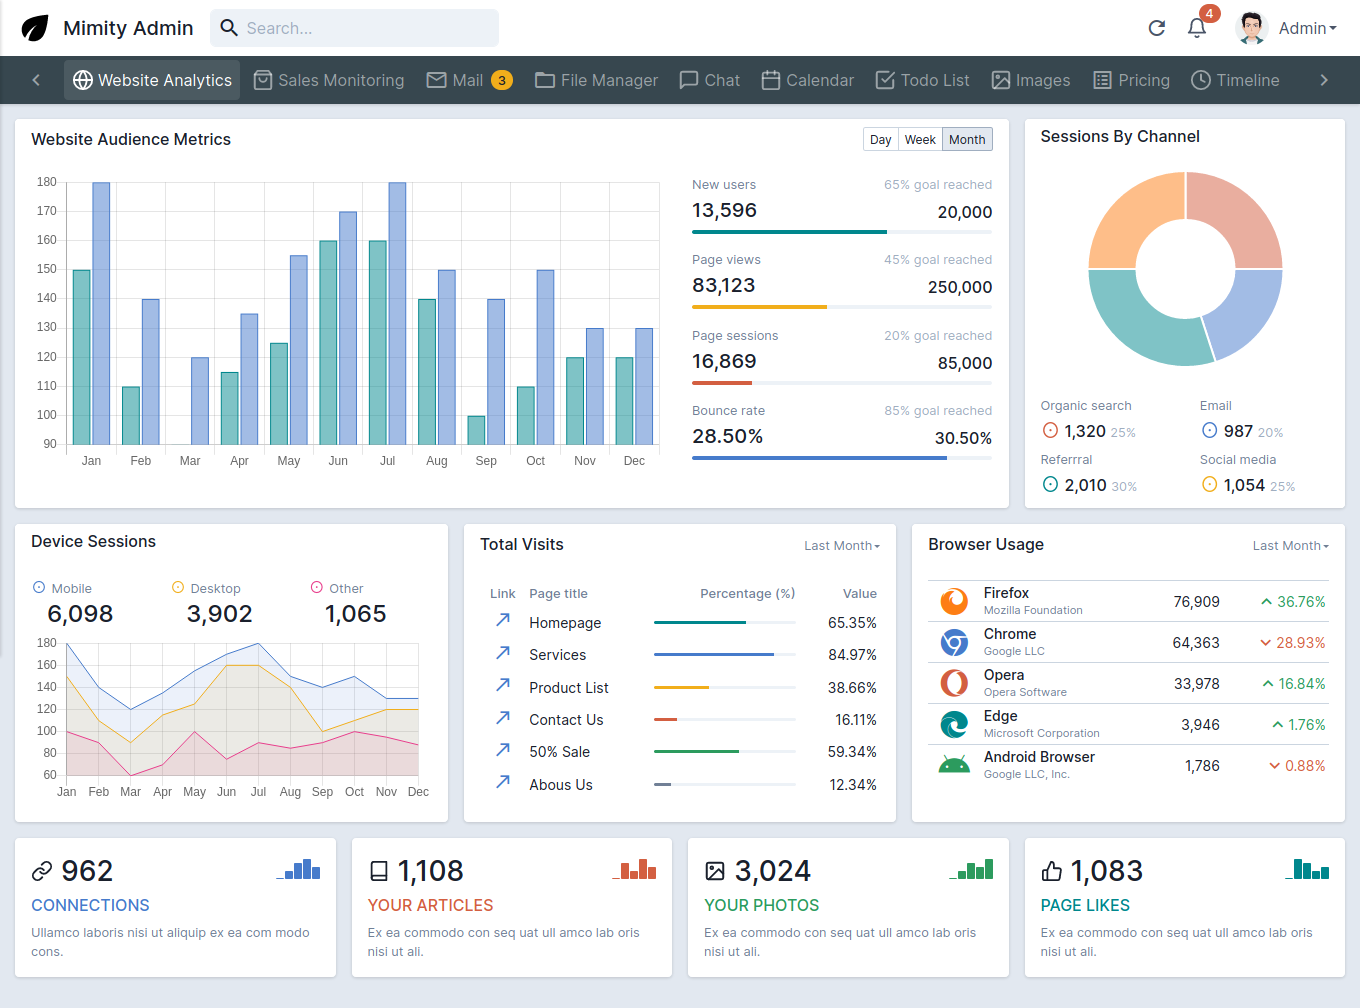 Mimity Admin
Search...
4
Admin
Website Analytics
Sales Monitoring
Mail 3
File Manager
Chat
Calendar
Todo List
Images
Pricing
Timeline
Website Audience Metrics
Day Week Month
180
170
160
150
140
130
120
110
100
90
Jan Feb Mar Apr May Jun Jul Aug Sep Oct Nov Dec
New users 65% goal reached
13,596 20,000
Page views 45% goal reached
83,123 250,000
Page sessions 20% goal reached
16,869 85,000
Bounce rate 85% goal reached
28.50% 30.50%
Sessions By Channel
Organic search Email
1,320 25% 987 20%
Referrral Social media
2,010 30% 1,054 25%
Device Sessions
Mobile Desktop Other
6,098 3,902 1,065
180
160
140
120
100
80
60
Jan Feb Mar Apr May Jun Jul Aug Sep Oct Nov Dec
Total Visits Last Month
Link Page title Percentage (%) Value
Homepage 65.35%
Services 84.97%
Product List 38.66%
Contact Us 16.11%
50% Sale 59.34%
Abous Us 12.34%
Browser Usage Last Month
Firefox
Mozilla Foundation
76,909 36.76%
Chrome
Google LLC
64,363 28.93%
Opera
Opera Software
33,978 16.84%
Edge
Microsoft Corporation
3,946 1.76%
Android Browser
Google LLC, Inc.
1,786 0.88%
962
CONNECTIONS
Ullamco laboris nisi ut aliquip ex ea com modo
cons.
1,108
YOUR ARTICLES
Ex ea commodo con seq uat ull amco lab oris
nisi ut ali.
3,024
YOUR PHOTOS
Ex ea commodo con seq uat ull amco lab oris
nisi ut ali.
1,083
PAGE LIKES
Ex ea commodo con seq uat ull amco lab oris
nisi ut ali.